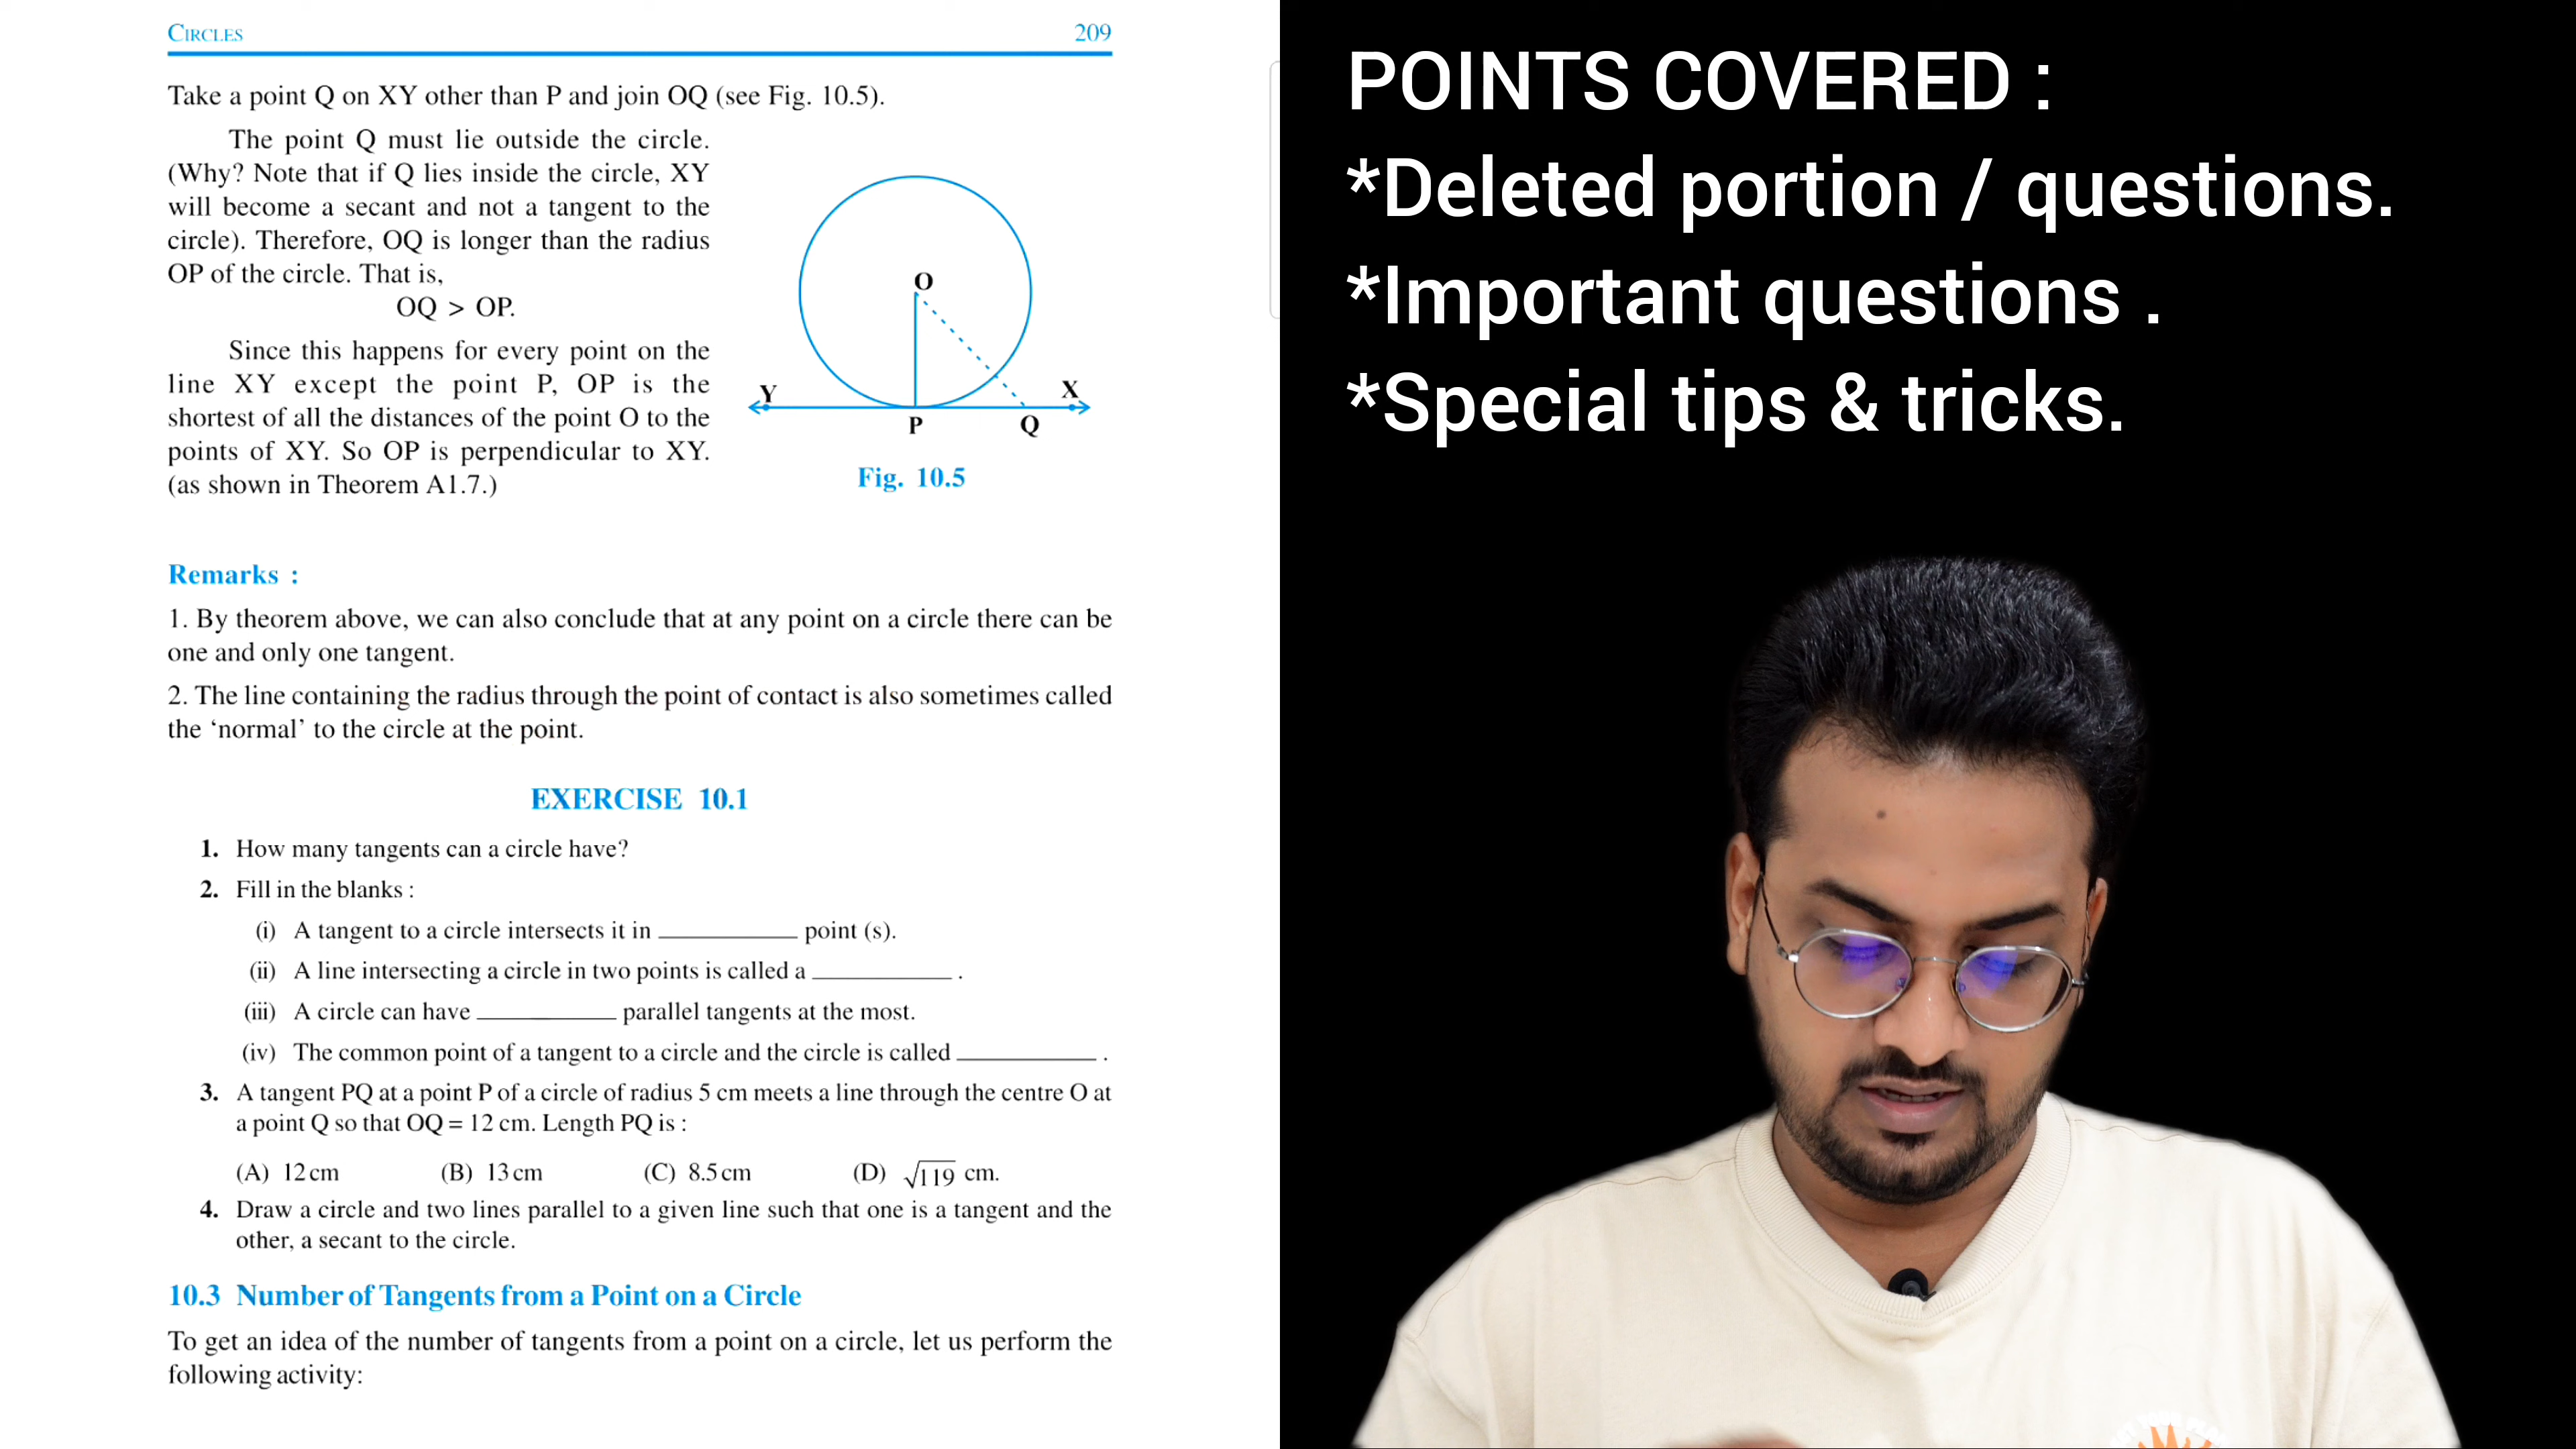 CIRCLES 209
Take a point Q on XY other than P and join OQ (see Fig. 10.5).
The point Q must lie outside the circle.
(Why? Note that if Q lies inside the circle, XY
will become a secant and not a tangent to the
circle). Therefore, OQ is longer than the radius
OP of the circle. That is,
OQ > OP.
Since this happens for every point on the
line XY except the point P, OP is the
shortest of all the distances of the point O to the
points of XY. So OP is perpendicular to XY.
(as shown in Theorem A1.7.)
O
Y X
P Q
Fig. 10.5
Remarks :
1. By theorem above, we can also conclude that at any point on a circle there can be
one and only one tangent.
2. The line containing the radius through the point of contact is also sometimes called
the ‘normal’ to the circle at the point.
EXERCISE 10.1
1. How many tangents can a circle have?
2. Fill in the blanks :
(i) A tangent to a circle intersects it in __________ point (s).
(ii) A line intersecting a circle in two points is called a __________ .
(iii) A circle can have __________ parallel tangents at the most.
(iv) The common point of a tangent to a circle and the circle is called __________ .
3. A tangent PQ at a point P of a circle of radius 5 cm meets a line through the centre O at
a point Q so that OQ = 12 cm. Length PQ is :
(A) 12 cm (B) 13 cm (C) 8.5 cm (D) √119 cm.
4. Draw a circle and two lines parallel to a given line such that one is a tangent and the
other, a secant to the circle.
10.3 Number of Tangents from a Point on a Circle
To get an idea of the number of tangents from a point on a circle, let us perform the
following activity:
POINTS COVERED :
*Deleted portion / questions.
*Important questions .
*Special tips & tricks.